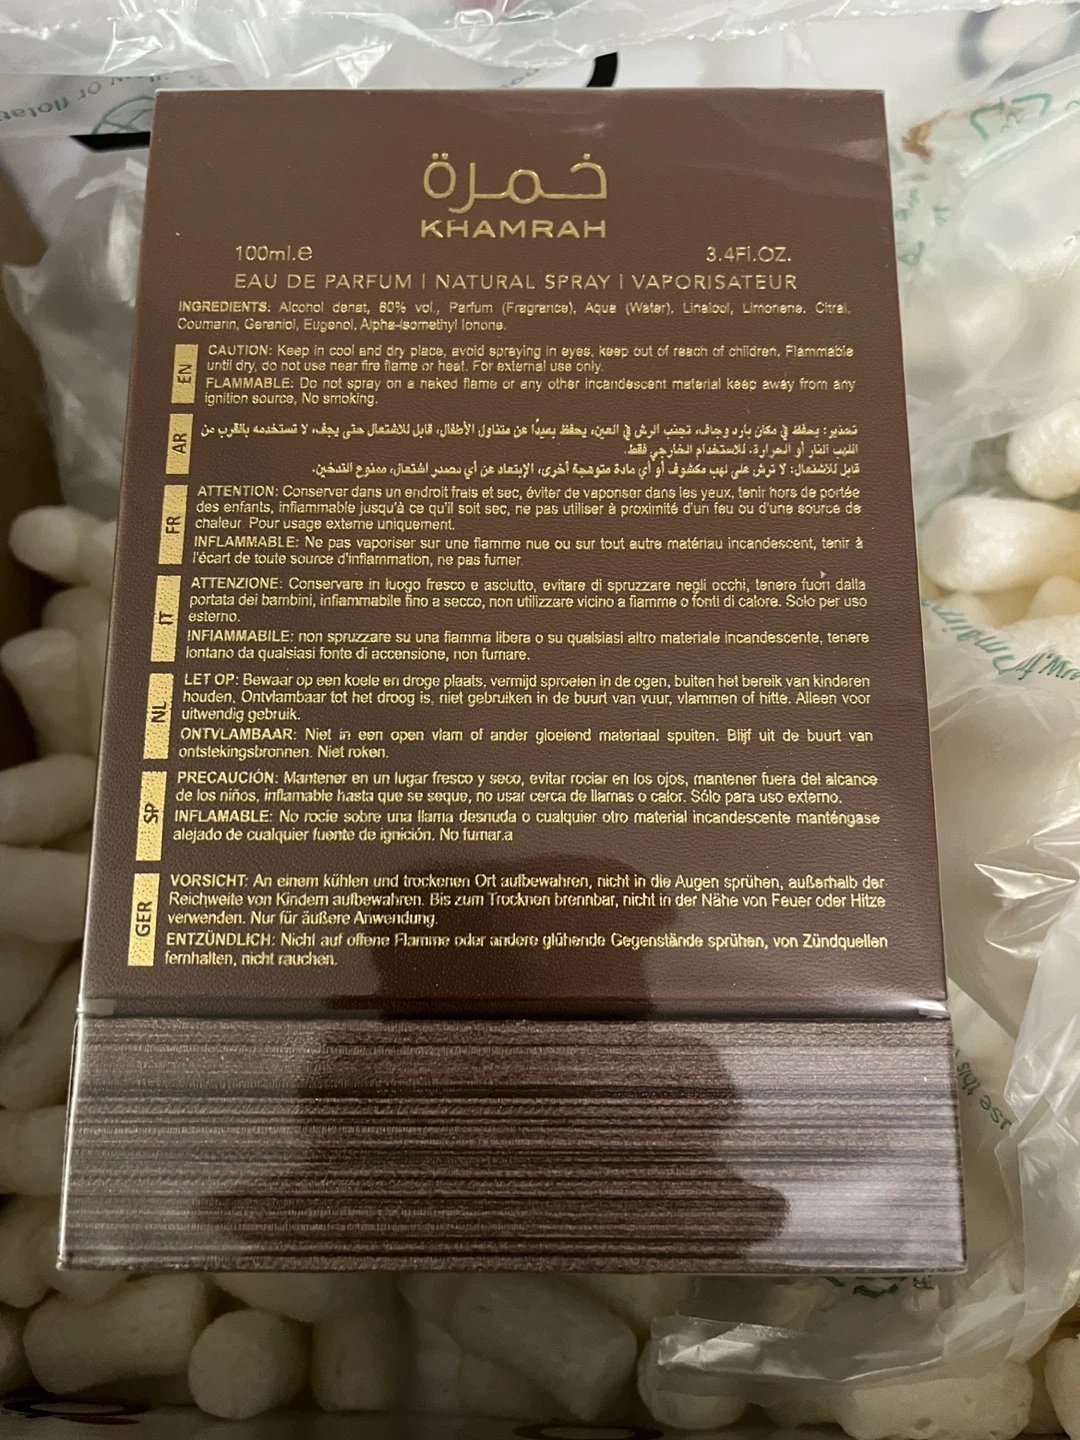 خمرة
KHAMRAH
100ml.e 3.4Fl.OZ.
EAU DE PARFUM | NATURAL SPRAY | VAPORISATEUR
INGREDIENTS: Alcohol denat, 80% vol., Parfum (Fragrance), Aqua (Water), Linalool, Limonene. Citral,
Coumarin, Geraniol, Eugenol, Alpha-isomethyl Ionone.
EN
CAUTION: Keep in cool and dry place, avoid spraying in eyes, keep out of reach of children. Flammable
until dry, do not use near fire flame or heat. For external use only.
FLAMMABLE: Do not spray on a naked flame or any other incandescent material keep away from any
ignition source, No smoking.
AR
تحذير: يحفظ في مكان بارد وجاف، تجنب الرش في العين، يحفظ بعيدًا عن متناول الأطفال، قابل للاشتعال حتى يجف، لا تستخدمه بالقرب من
اللهب النار أو الحرارة. للاستخدام الخارجي فقط.
قابل للاشتعال: لا ترش على لهب مكشوف أو أي مادة متوهجة أخرى، الإبتعاد عن أي مصدر اشتعال، ممنوع التدخين.
FR
ATTENTION: Conserver dans un endroit frais et sec, éviter de vaporiser dans les yeux, tenir hors de portée
des enfants, inflammable jusqu'à ce qu'il soit sec, ne pas utiliser à proximité d'un feu ou d'une source de
chaleur. Pour usage externe uniquement.
INFLAMMABLE: Ne pas vaporiser sur une flamme nue ou sur tout autre matériau incandescent, tenir à
l'écart de toute source d'inflammation, ne pas fumer
IT
ATTENZIONE: Conservare in luogo fresco e asciutto, evitare di spruzzare negli occhi, tenere fuori dalla
portata dei bambini, infiammabile fino a secco, non utilizzare vicino a fiamme o fonti di calore. Solo per uso
esterno.
INFIAMMABILE: non spruzzare su una fiamma libera o su qualsiasi altro materiale incandescente, tenere
lontano da qualsiasi fonte di accensione, non fumare.
NL
LET OP: Bewaar op een koele en droge plaats, vermijd sproeien in de ogen, buiten het bereik van kinderen
houden, Ontvlambaar tot het droog is, niet gebruiken in de buurt van vuur, vlammen of hitte. Alleen voor
uitwendig gebruik.
ONTVLAMBAAR: Niet in een open vlam of ander gloeiend materiaal spuiten. Blijf uit de buurt van
ontstekingsbronnen. Niet roken.
SP
PRECAUCIÓN: Mantener en un lugar fresco y seco, evitar rociar en los ojos, mantener fuera del alcance
de los niños, inflamable hasta que se seque, no usar cerca de llamas o calor. Sólo para uso externo.
INFLAMABLE: No rocíe sobre una llama desnuda o cualquier otro material incandescente manténgase
alejado de cualquier fuente de ignición. No fumar.a
GER
VORSICHT: An einem kühlen und trockenen Ort aufbewahren, nicht in die Augen sprühen, außerhalb der
Reichweite von Kindern aufbewahren. Bis zum Trocknen brennbar, nicht in der Nähe von Feuer oder Hitze
verwenden. Nur für äußere Anwendung.
ENTZÜNDLICH: Nicht auf offene Flamme oder andere glühende Gegenstände sprühen, von Zündquellen
fernhalten, nicht rauchen.
use this